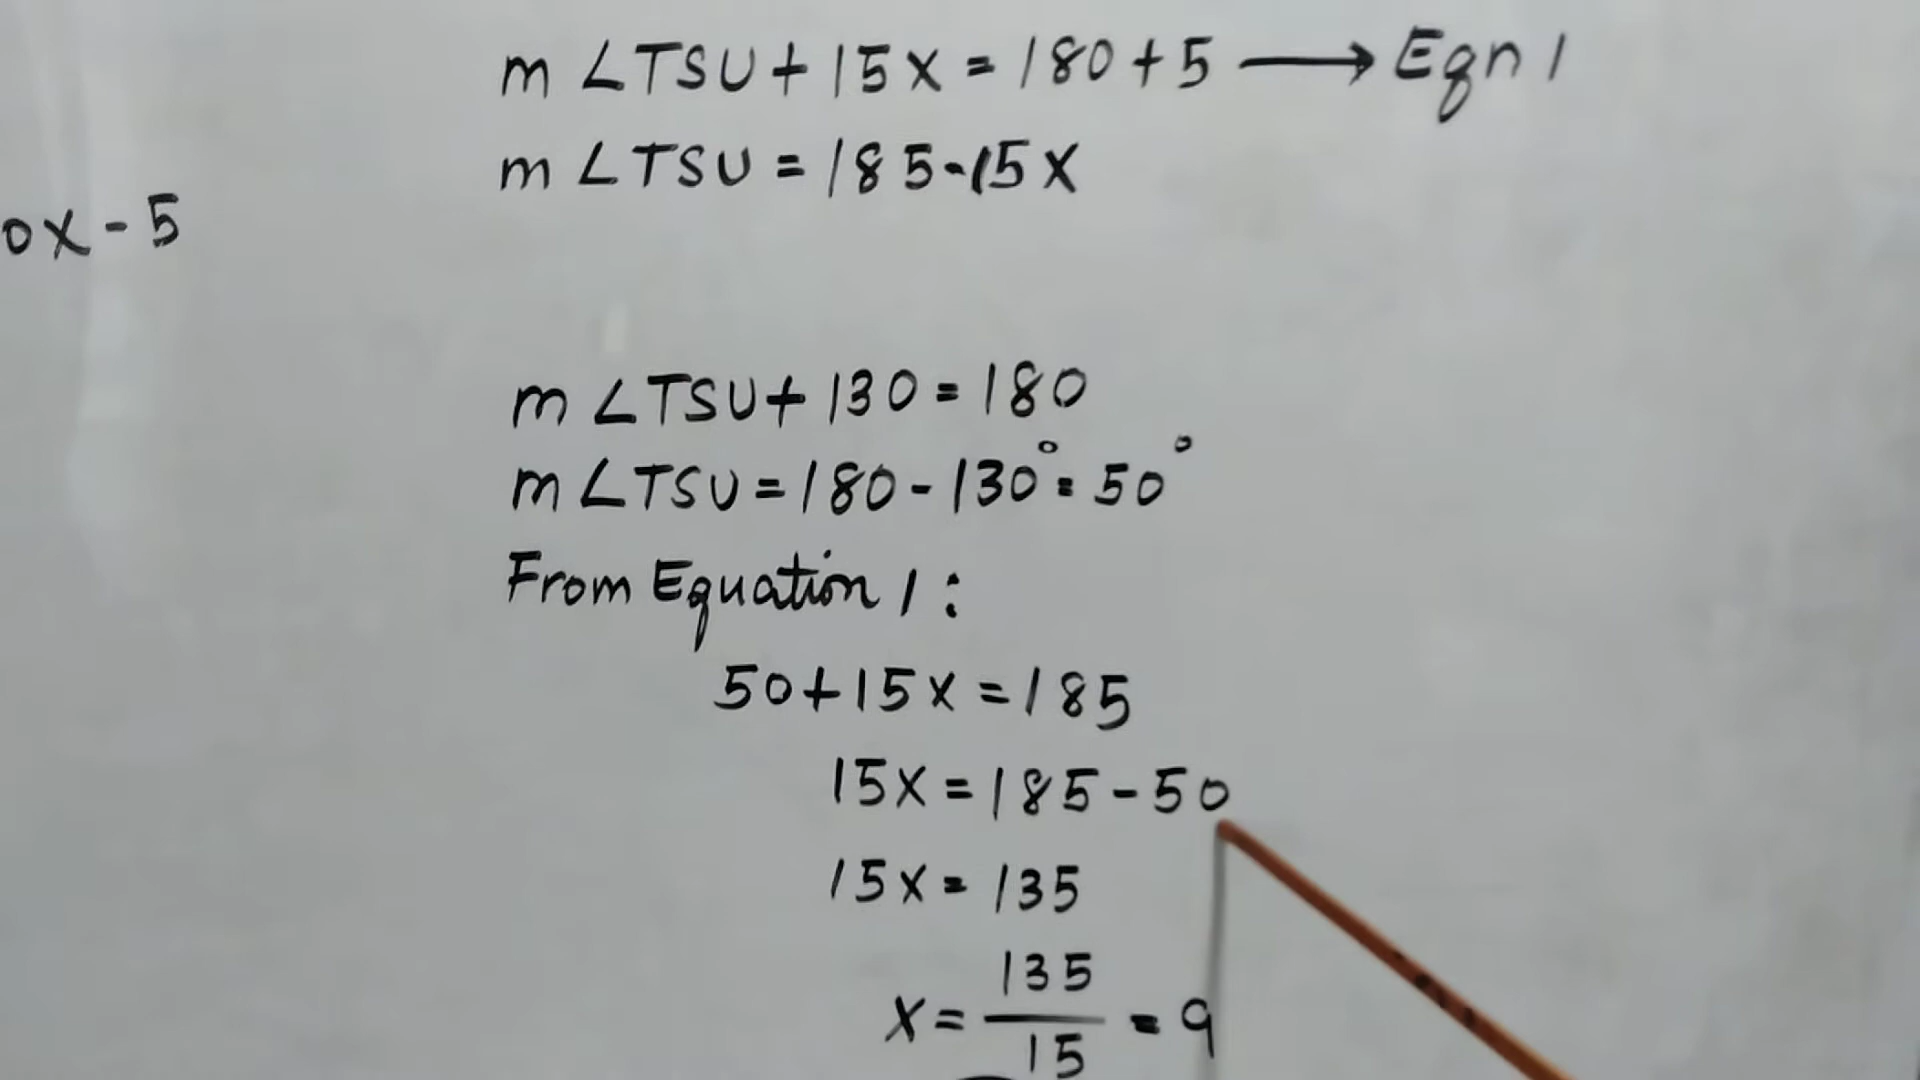 m ∠TSU + 15x = 180 + 5 ⟶ Eqn 1
m ∠TSU = 185 - 15x
0x - 5
m ∠TSU + 130 = 180
m ∠TSU = 180 - 130° = 50°
From Equation 1 :
50 + 15x = 185
15x = 185 - 50
15x = 135
x = 135/15 = 9